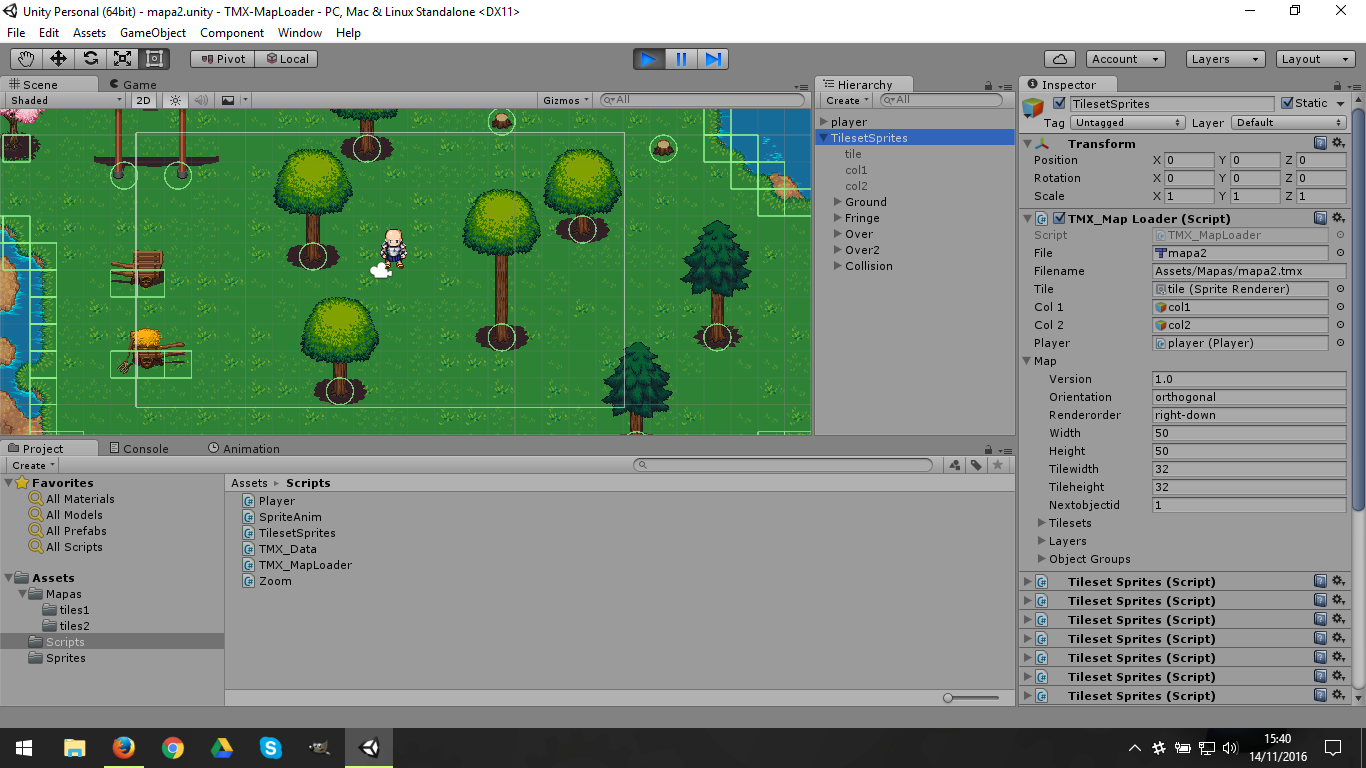 Unity Personal (64bit) - mapa2.unity - TMX-MapLoader - PC, Mac & Linux Standalone <DX11>
File Edit Assets GameObject Component Window Help
Pivot Local Account Layers Layout
Scene Game
Shaded 2D Gizmos All
Hierarchy
Create All
player
TilesetSprites
tile
col1
col2
Ground
Fringe
Over
Over2
Collision
Inspector
TilesetSprites Static
Tag Untagged Layer Default
Transform
Position X 0 Y 0 Z 0
Rotation X 0 Y 0 Z 0
Scale X 1 Y 1 Z 1
TMX_Map Loader (Script)
Script TMX_MapLoader
File mapa2
Filename Assets/Mapas/mapa2.tmx
Tile tile (Sprite Renderer)
Col 1 col1
Col 2 col2
Player player (Player)
Map
Version 1.0
Orientation orthogonal
Renderorder right-down
Width 50
Height 50
Tilewidth 32
Tileheight 32
Nextobjectid 1
Tilesets
Layers
Object Groups
Tileset Sprites (Script)
Tileset Sprites (Script)
Tileset Sprites (Script)
Tileset Sprites (Script)
Tileset Sprites (Script)
Tileset Sprites (Script)
Tileset Sprites (Script)
Project Console Animation
Create
Favorites
All Materials
All Models
All Prefabs
All Scripts
Assets
Mapas
tiles1
tiles2
Scripts
Sprites
Assets Scripts
Player
SpriteAnim
TilesetSprites
TMX_Data
TMX_MapLoader
Zoom
15:40
14/11/2016